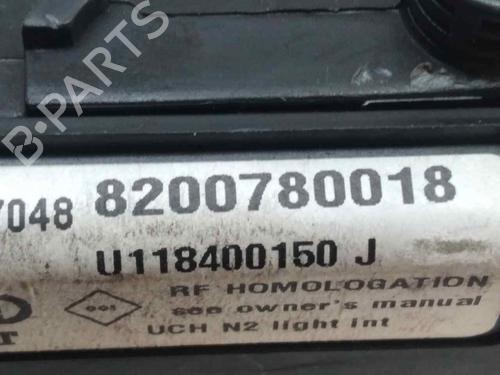 B-PARTS
7048 8200780018
U118400150 J
RF HOMOLOGATION
see owner's manual
UCH N2 light int